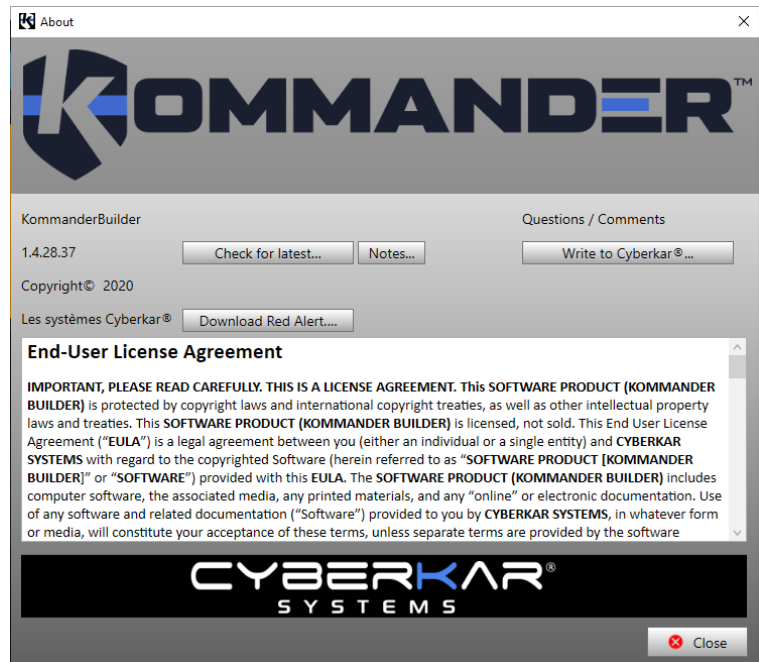 About
KOMMANDER™
KommanderBuilder
Questions / Comments
1.4.28.37
Check for latest...
Notes...
Write to Cyberkar®...
Copyright© 2020
Les systèmes Cyberkar®
Download Red Alert....
End-User License Agreement
IMPORTANT, PLEASE READ CAREFULLY. THIS IS A LICENSE AGREEMENT. This SOFTWARE PRODUCT (KOMMANDER
BUILDER) is protected by copyright laws and international copyright treaties, as well as other intellectual property
laws and treaties. This SOFTWARE PRODUCT (KOMMANDER BUILDER) is licensed, not sold. This End User License
Agreement (“EULA”) is a legal agreement between you (either an individual or a single entity) and CYBERKAR
SYSTEMS with regard to the copyrighted Software (herein referred to as “SOFTWARE PRODUCT [KOMMANDER
BUILDER]” or “SOFTWARE”) provided with this EULA. The SOFTWARE PRODUCT (KOMMANDER BUILDER) includes
computer software, the associated media, any printed materials, and any “online” or electronic documentation. Use
of any software and related documentation (“Software”) provided to you by CYBERKAR SYSTEMS, in whatever form
or media, will constitute your acceptance of these terms, unless separate terms are provided by the software
CYBERKAR®
SYSTEMS
Close